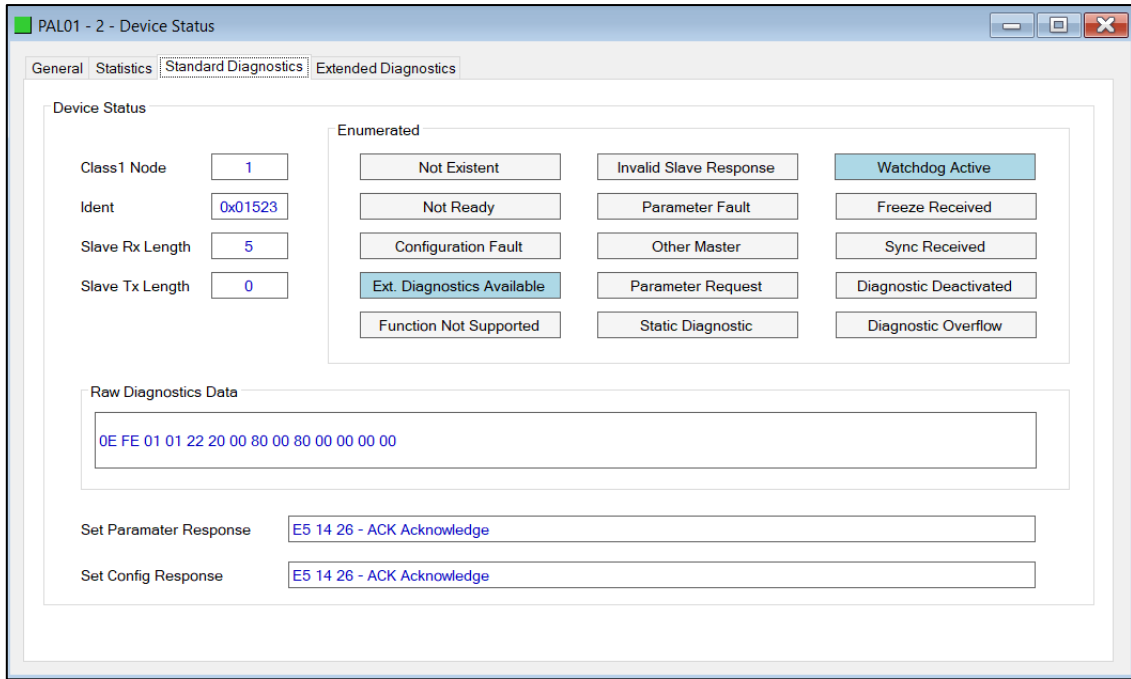 PAL01 - 2 - Device Status
General Statistics Standard Diagnostics Extended Diagnostics
Device Status
Enumerated
Class1 Node 1 Not Existent Invalid Slave Response Watchdog Active
Ident 0x01523 Not Ready Parameter Fault Freeze Received
Slave Rx Length 5 Configuration Fault Other Master Sync Received
Slave Tx Length 0 Ext. Diagnostics Available Parameter Request Diagnostic Deactivated
Function Not Supported Static Diagnostic Diagnostic Overflow
Raw Diagnostics Data
0E FE 01 01 22 20 00 80 00 80 00 00 00 00
Set Paramater Response E5 14 26 - ACK Acknowledge
Set Config Response E5 14 26 - ACK Acknowledge